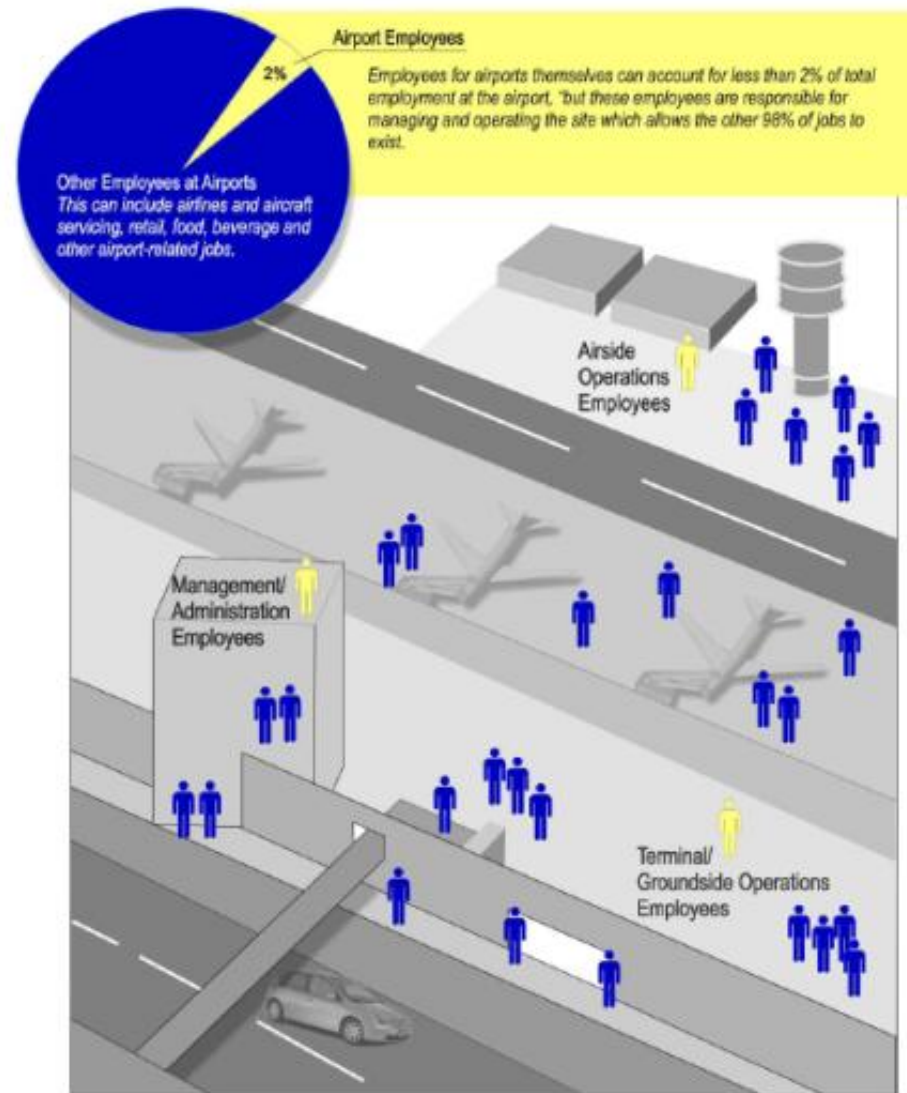 Airport Employees
2%
Employees for airports themselves can account for less than 2% of total
employment at the airport, "but these employees are responsible for
managing and operating the site which allows the other 98% of jobs to
exist.
Other Employees at Airports
This can include airlines and aircraft
servicing, retail, food, beverage and
other airport-related jobs.
Airside
Operations
Employees
Management/
Administration
Employees
Terminal/
Groundside Operations
Employees